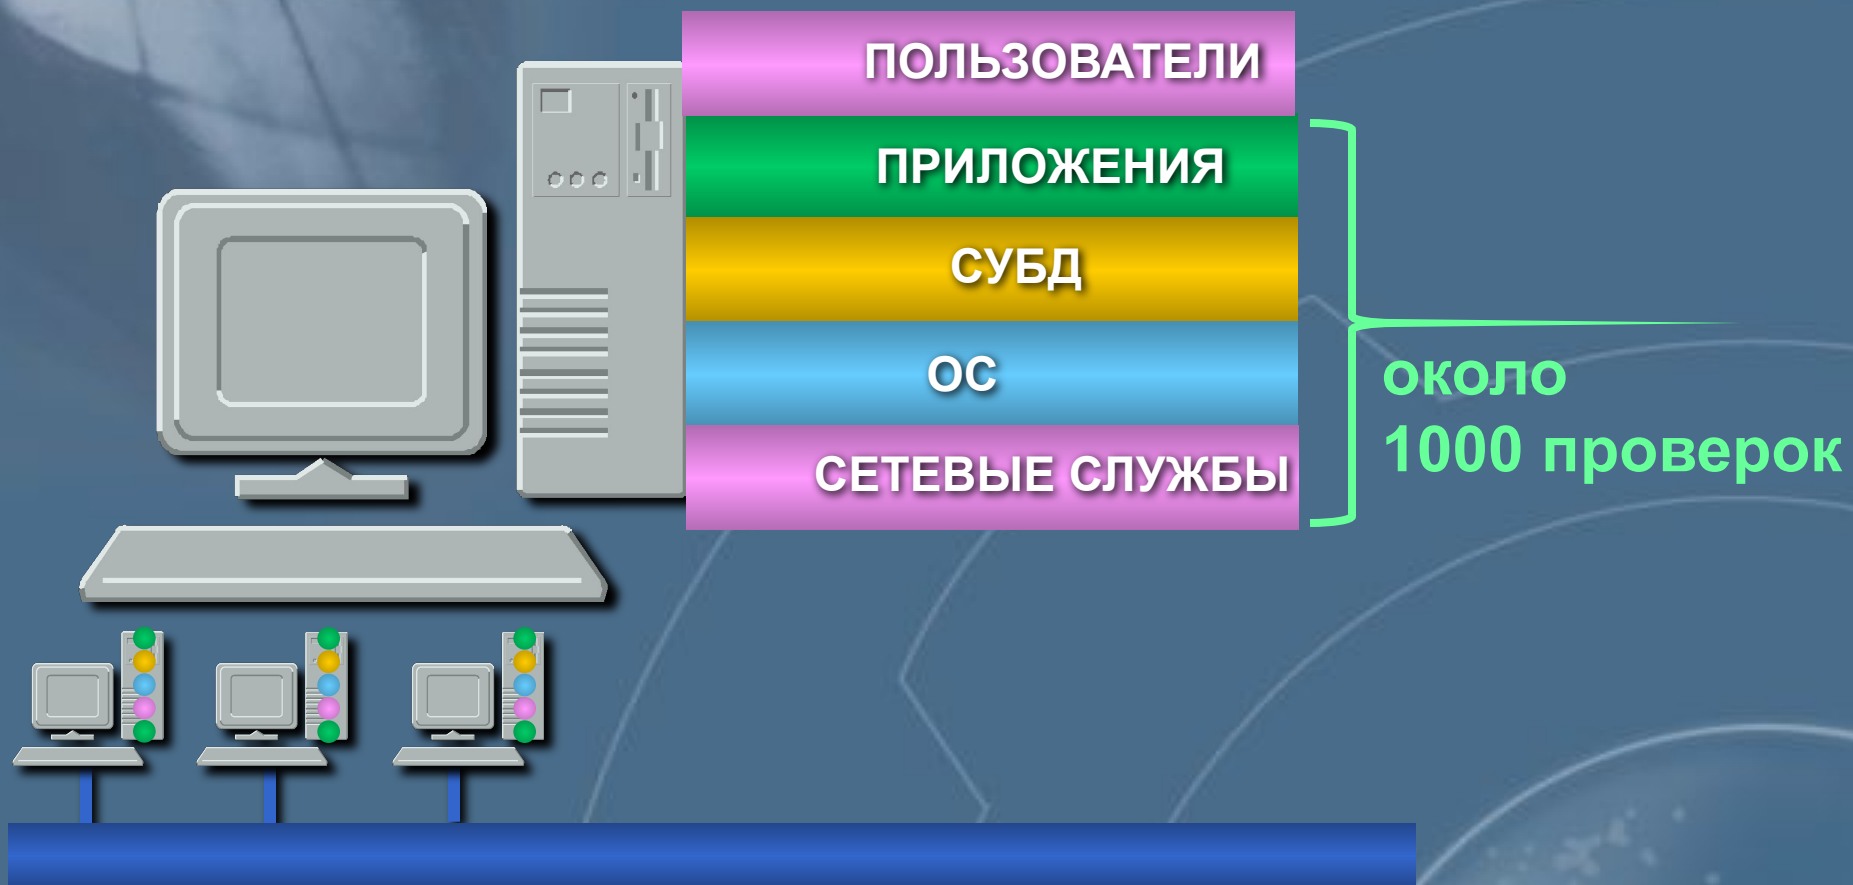 ПОЛЬЗОВАТЕЛИ
ПРИЛОЖЕНИЯ
СУБД
ОС
СЕТЕВЫЕ СЛУЖБЫ
около
1000 проверок